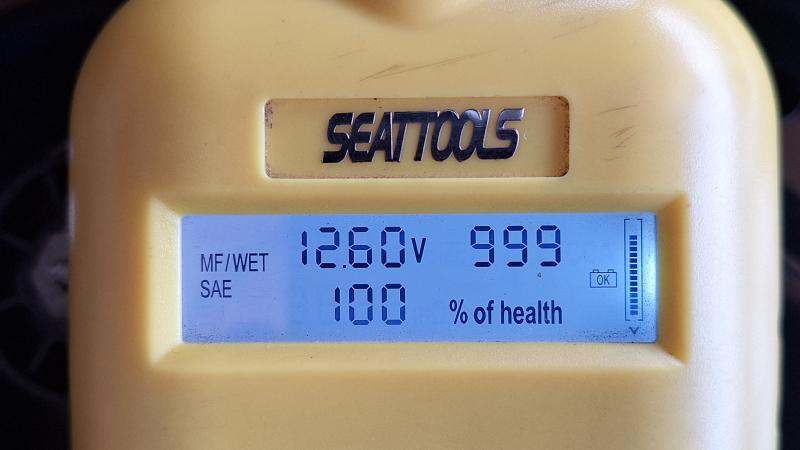 SEATTOOLS
MF/WET 12.60V 999
SAE 100 % of health
OK